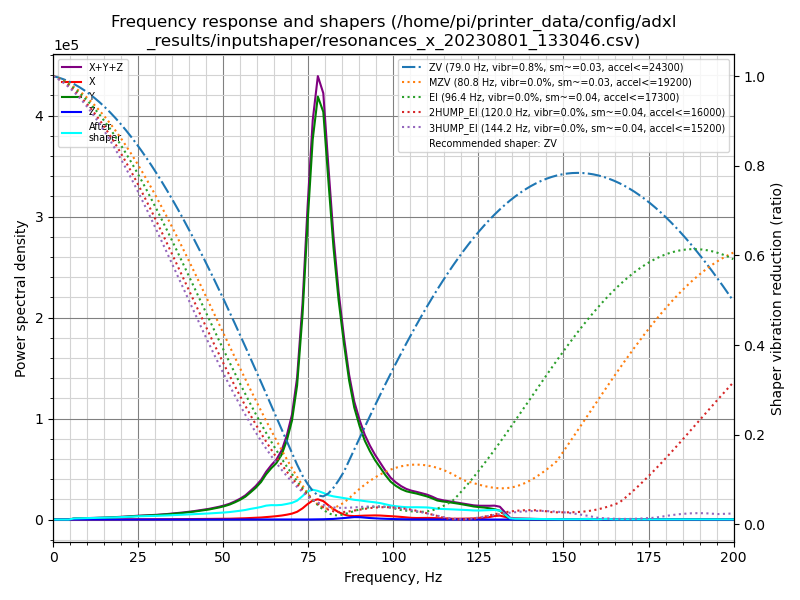 Frequency response and shapers (/home/pi/printer_data/config/adxl
_results/inputshaper/resonances_x_20230801_133046.csv)
1e5
X+Y+Z
X
Y
Z
After
shaper
ZV (79.0 Hz, vibr=0.8%, sm~=0.03, accel<=24300)
MZV (80.8 Hz, vibr=0.0%, sm~=0.03, accel<=19200)
EI (96.4 Hz, vibr=0.0%, sm~=0.04, accel<=17300)
2HUMP_EI (120.0 Hz, vibr=0.0%, sm~=0.04, accel<=16000)
3HUMP_EI (144.2 Hz, vibr=0.0%, sm~=0.04, accel<=15200)
Recommended shaper: ZV
4
3
2
1
0
Power spectral density
1.0
0.8
0.6
0.4
0.2
0.0
Shaper vibration reduction (ratio)
0 25 50 75 100 125 150 175 200
Frequency, Hz